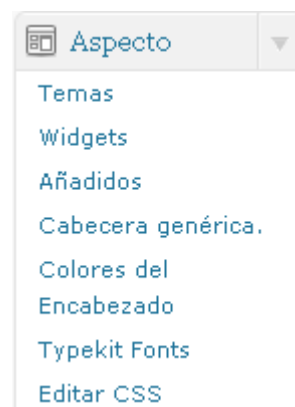 Aspecto
Temas
Widgets
Añadidos
Cabecera genérica.
Colores del
Encabezado
Typekit Fonts
Editar CSS